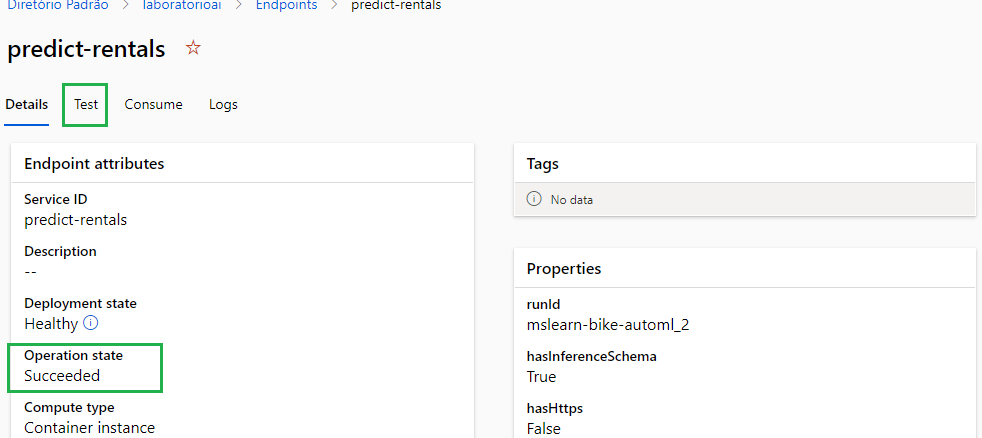 Diretório Padrão > laboratorioai > Endpoints > predict-rentals
predict-rentals
Details Test Consume Logs
Endpoint attributes
Service ID
predict-rentals
Description
--
Deployment state
Healthy
Operation state
Succeeded
Compute type
Container instance
Tags
No data
Properties
runId
mslearn-bike-automl_2
hasInferenceSchema
True
hasHttps
False